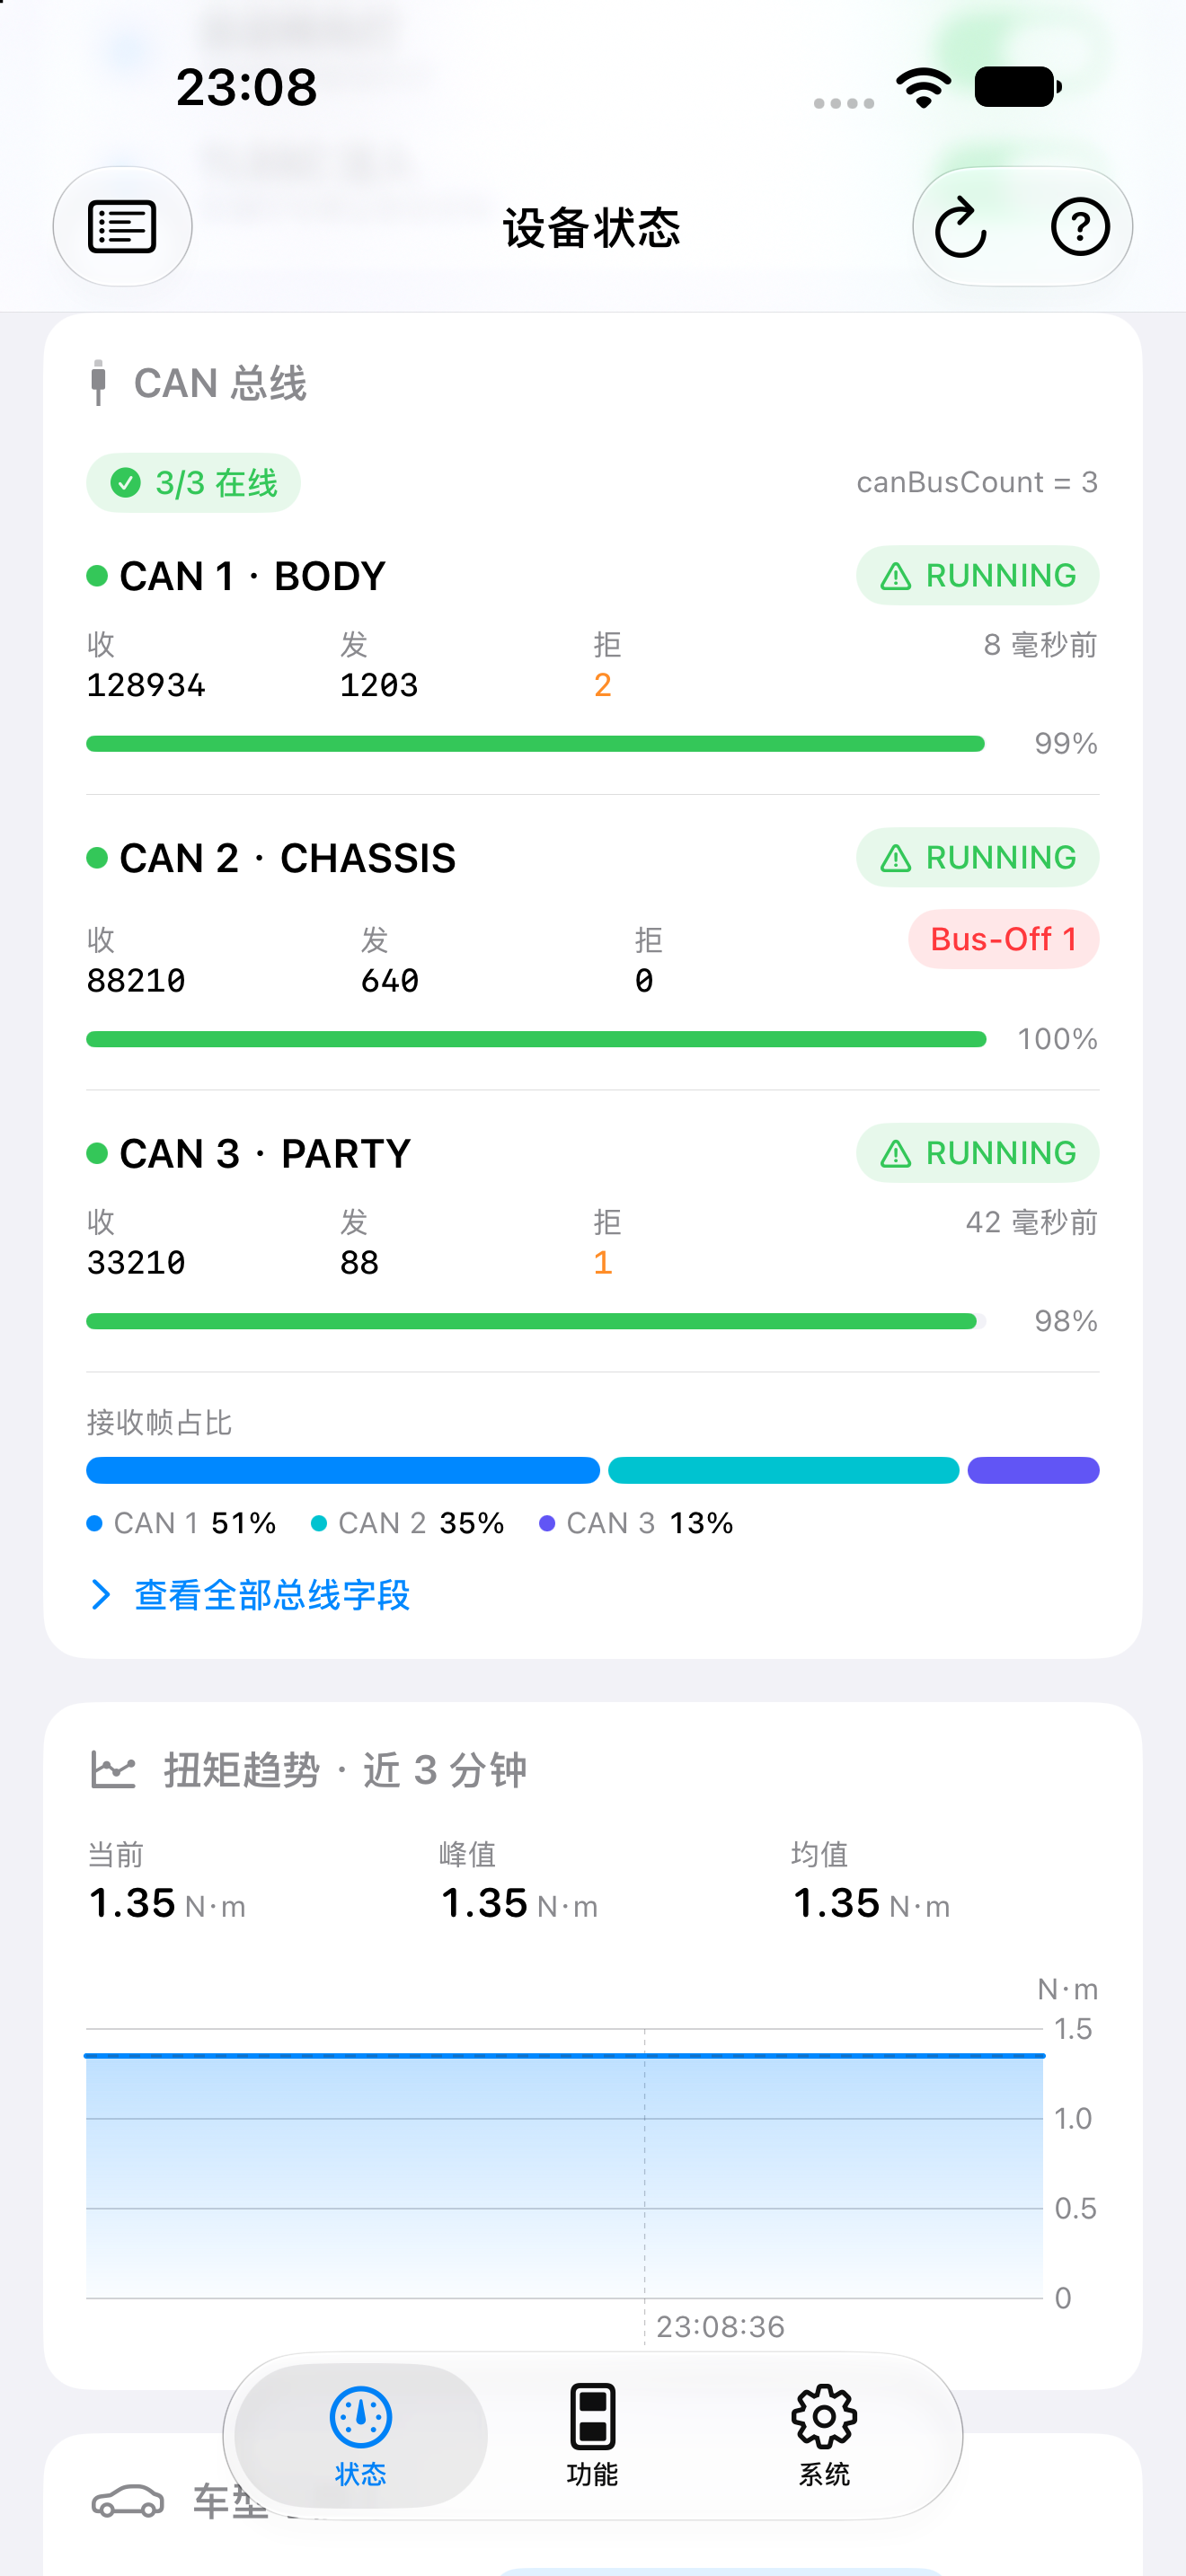 23:08
设备状态
CAN 总线
3/3 在线
canBusCount = 3
CAN 1 · BODY
RUNNING
收 发 拒 8 毫秒前
128934 1203 2
99%
CAN 2 · CHASSIS
RUNNING
收 发 拒 Bus-Off 1
88210 640 0
100%
CAN 3 · PARTY
RUNNING
收 发 拒 42 毫秒前
33210 88 1
98%
接收帧占比
CAN 1 51% CAN 2 35% CAN 3 13%
查看全部总线字段
扭矩趋势 · 近 3 分钟
当前 峰值 均值
1.35 N·m 1.35 N·m 1.35 N·m
N·m
1.5
1.0
0.5
0
23:08:36
状态 功能 系统
车型